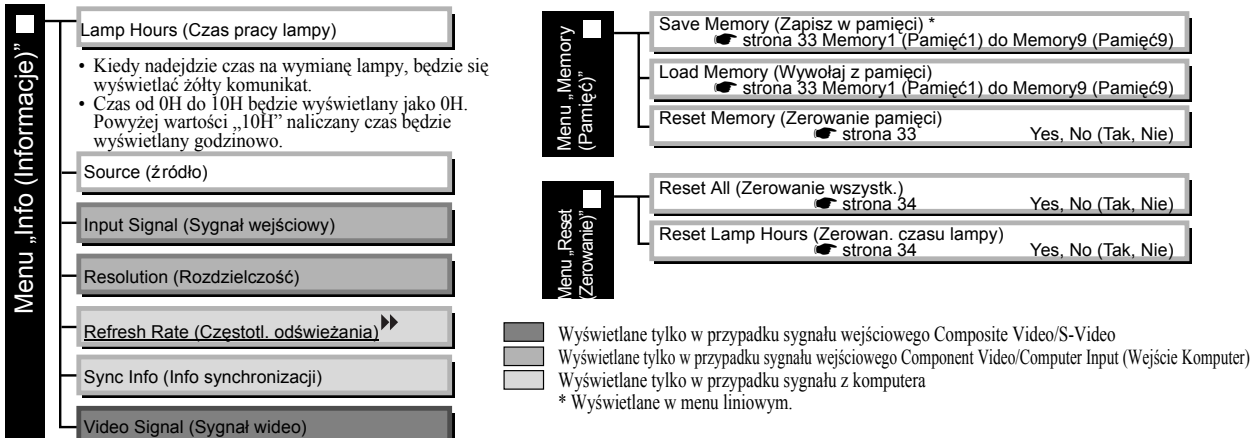 Menu „Info (Informacje)”
Lamp Hours (Czas pracy lampy)
• Kiedy nadejdzie czas na wymianę lampy, będzie się
wyświetlać żółty komunikat.
• Czas od 0H do 10H będzie wyświetlany jako 0H.
Powyżej wartości „10H” naliczany czas będzie
wyświetlany godzinowo.
Source (źródło)
Input Signal (Sygnał wejściowy)
Resolution (Rozdzielczość)
Refresh Rate (Częstotl. odświeżania)
Sync Info (Info synchronizacji)
Video Signal (Sygnał wideo)
Menu „Memory
(Pamięć)”
Save Memory (Zapisz w pamięci) *
☛ strona 33 Memory1 (Pamięć1) do Memory9 (Pamięć9)
Load Memory (Wywołaj z pamięci)
☛ strona 33 Memory1 (Pamięć1) do Memory9 (Pamięć9)
Reset Memory (Zerowanie pamięci)
☛ strona 33 Yes, No (Tak, Nie)
Menu „Reset
(Zerowanie)”
Reset All (Zerowanie wszystk.)
☛ strona 34 Yes, No (Tak, Nie)
Reset Lamp Hours (Zerowan. czasu lampy)
☛ strona 34 Yes, No (Tak, Nie)
Wyświetlane tylko w przypadku sygnału wejściowego Composite Video/S-Video
Wyświetlane tylko w przypadku sygnału wejściowego Component Video/Computer Input (Wejście Komputer)
Wyświetlane tylko w przypadku sygnału z komputera
* Wyświetlane w menu liniowym.